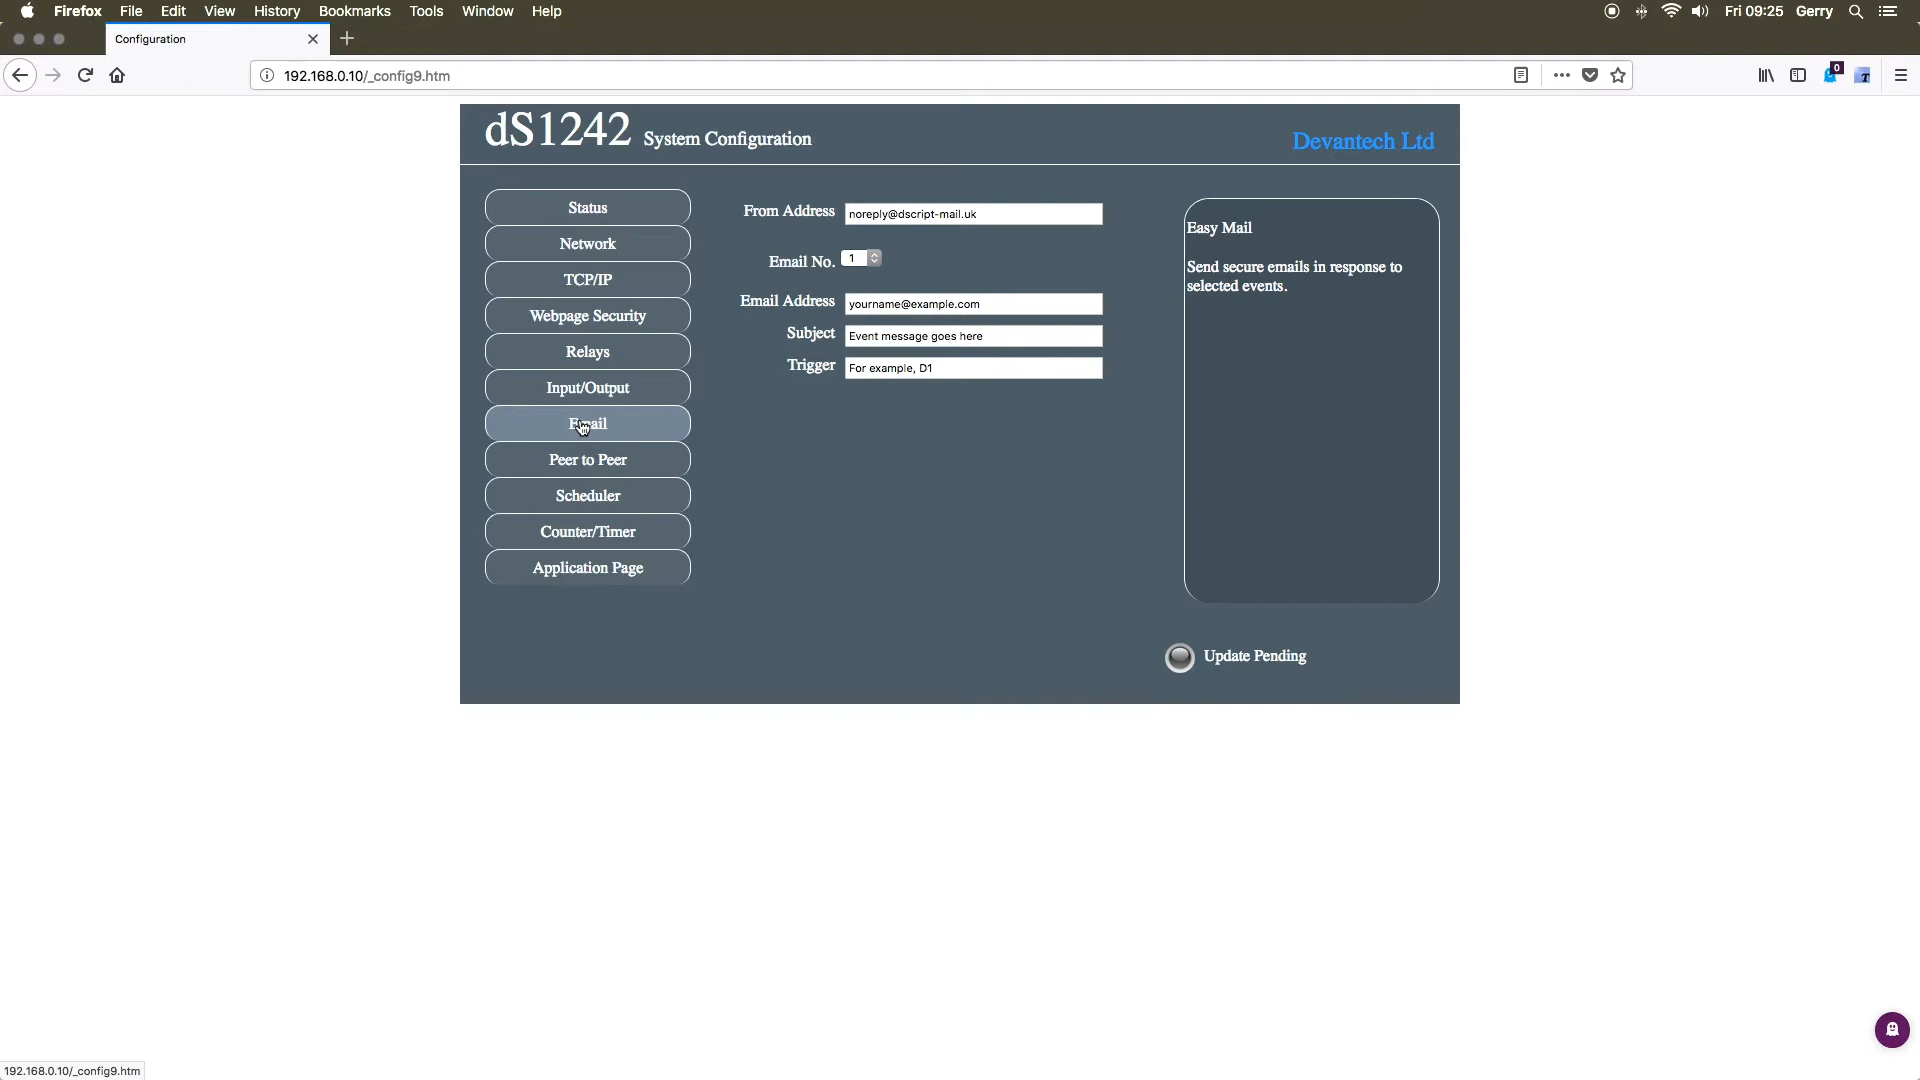 Firefox File Edit View History Bookmarks Tools Window Help Fri 09:25 Gerry
Configuration
192.168.0.10/_config9.htm
0
T
dS1242 System Configuration Devantech Ltd
Status
Network
TCP/IP
Webpage Security
Relays
Input/Output
Email
Peer to Peer
Scheduler
Counter/Timer
Application Page
From Address noreply@dscript-mail.uk
Email No. 1
Email Address yourname@example.com
Subject Event message goes here
Trigger For example, D1
Easy Mail
Send secure emails in response to
selected events.
Update Pending
192.168.0.10/_config9.htm